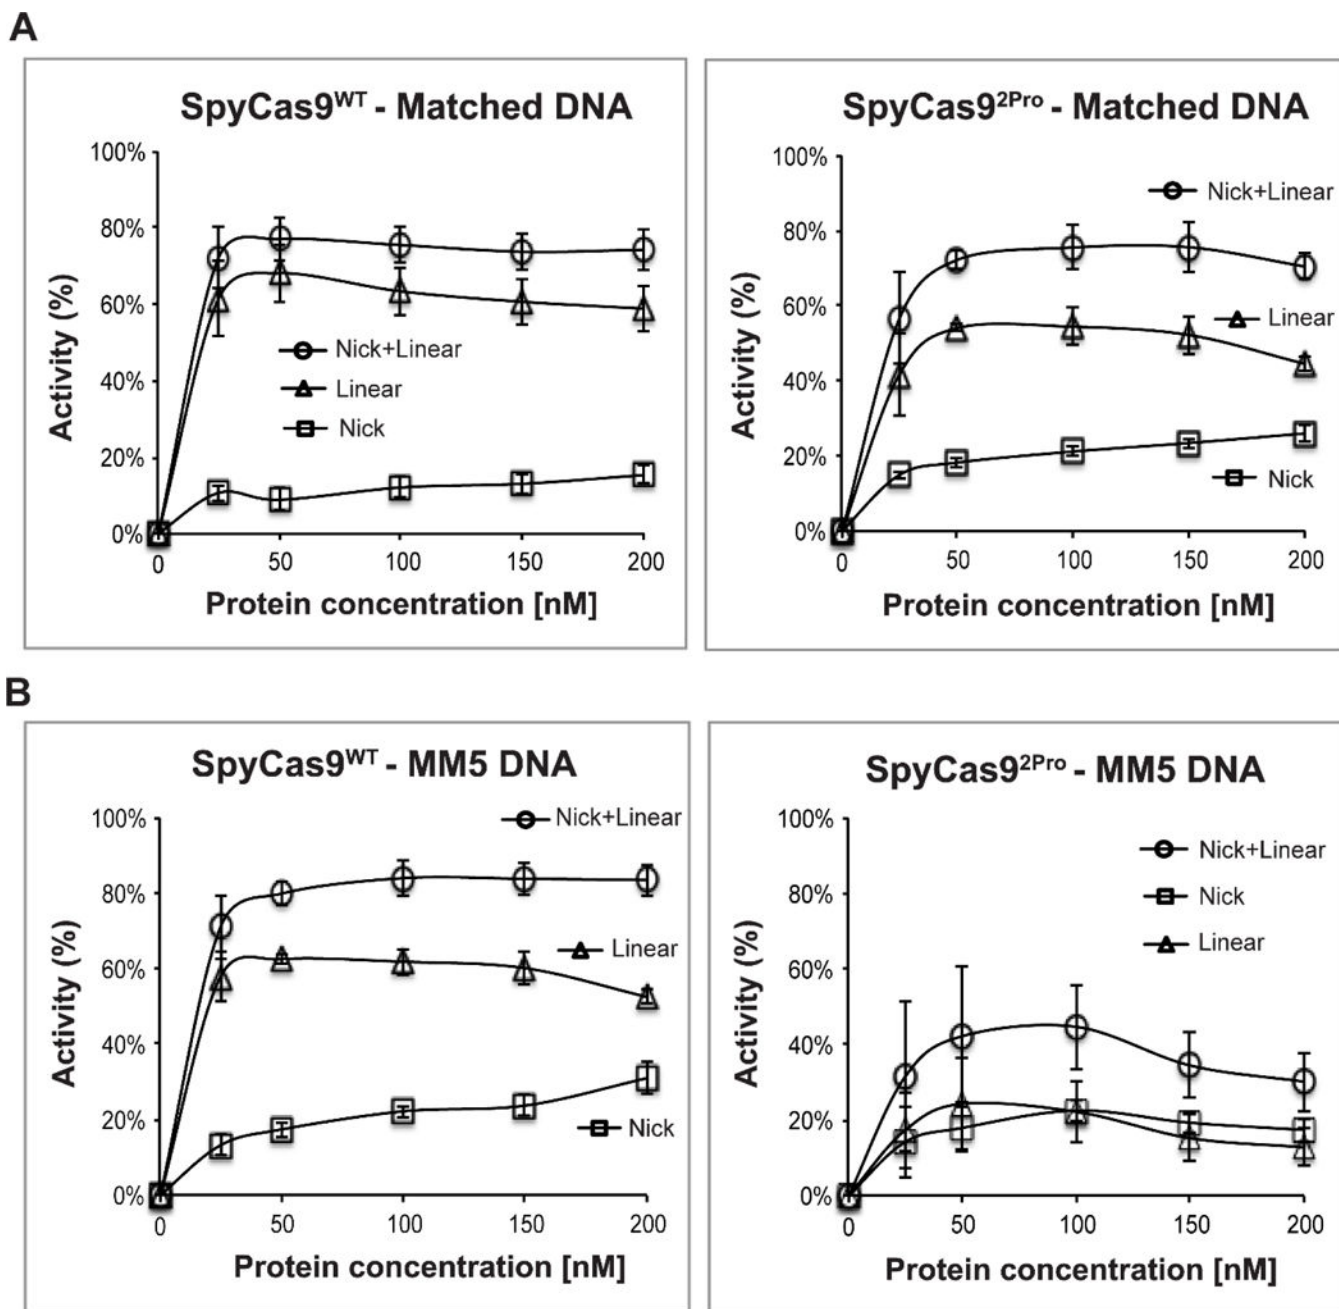 A
SpyCas9WT - Matched DNA
100%
80%
60%
40%
20%
0%
Activity (%)
Nick+Linear
Linear
Nick
0 50 100 150 200
Protein concentration [nM]
SpyCas92Pro - Matched DNA
100%
80%
60%
40%
20%
0%
Activity (%)
Nick+Linear
Linear
Nick
0 50 100 150 200
Protein concentration [nM]
B
SpyCas9WT - MM5 DNA
100%
80%
60%
40%
20%
0%
Activity (%)
Nick+Linear
Linear
Nick
0 50 100 150 200
Protein concentration [nM]
SpyCas92Pro - MM5 DNA
100%
80%
60%
40%
20%
0%
Activity (%)
Nick+Linear
Nick
Linear
0 50 100 150 200
Protein concentration [nM]